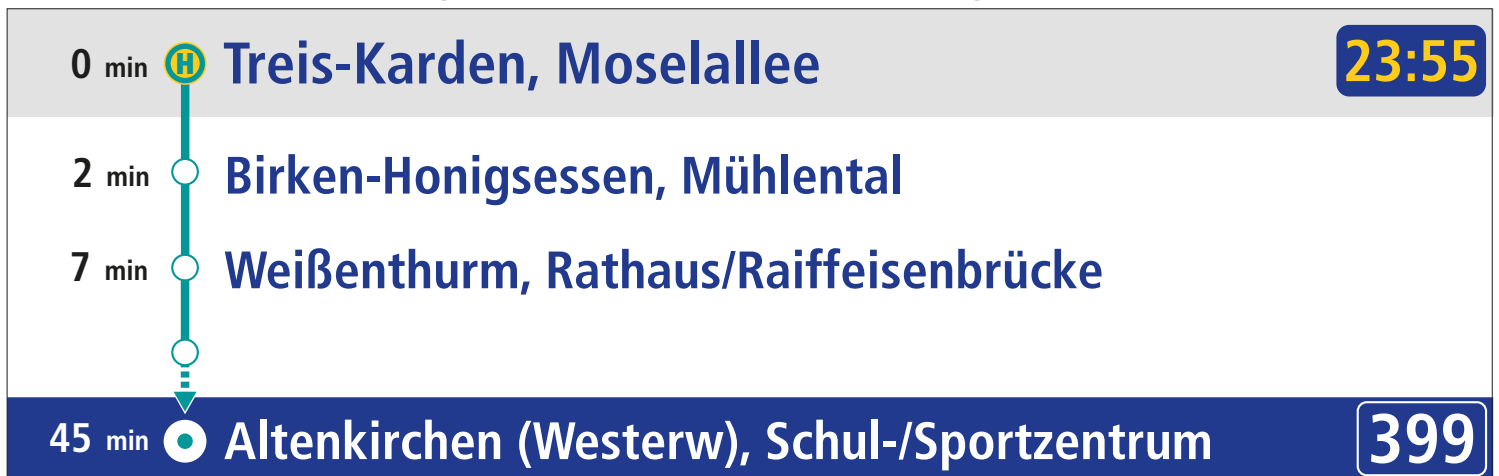 0 min H Treis-Karden, Moselallee 23:55
2 min Birken-Honigsessen, Mühlental
7 min Weißenthurm, Rathaus/Raiffeisenbrücke
45 min Altenkirchen (Westerw), Schul-/Sportzentrum 399